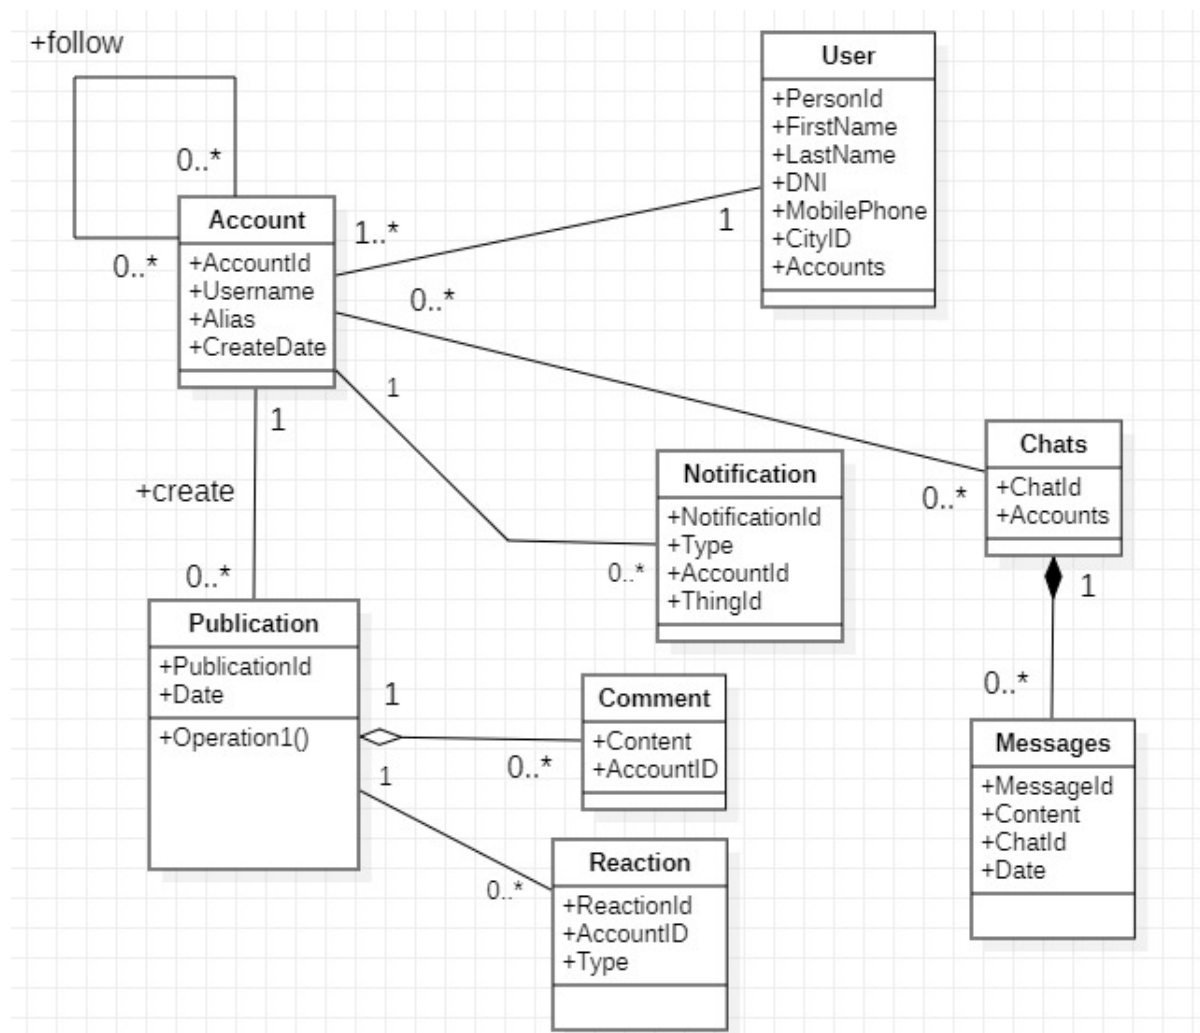 +follow
0..*
0..*
Account
+AccountId
+Username
+Alias
+CreateDate
1..*
1
User
+PersonId
+FirstName
+LastName
+DNI
+MobilePhone
+CityID
+Accounts
0..*
0..*
Chats
+ChatId
+Accounts
1
0..*
Notification
+NotificationId
+Type
+AccountId
+ThingId
1
+create
0..*
Publication
+PublicationId
+Date
+Operation1()
1
0..*
Comment
+Content
+AccountID
1
0..*
Reaction
+ReactionId
+AccountID
+Type
1
0..*
Messages
+MessageId
+Content
+ChatId
+Date